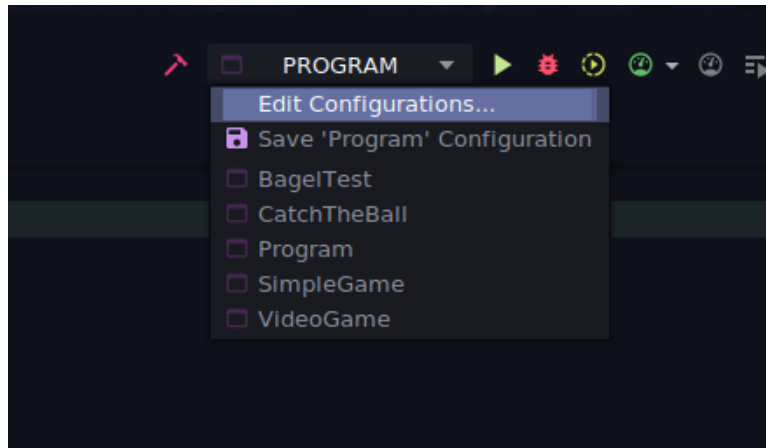 PROGRAM
Edit Configurations...
Save 'Program' Configuration
BagelTest
CatchTheBall
Program
SimpleGame
VideoGame